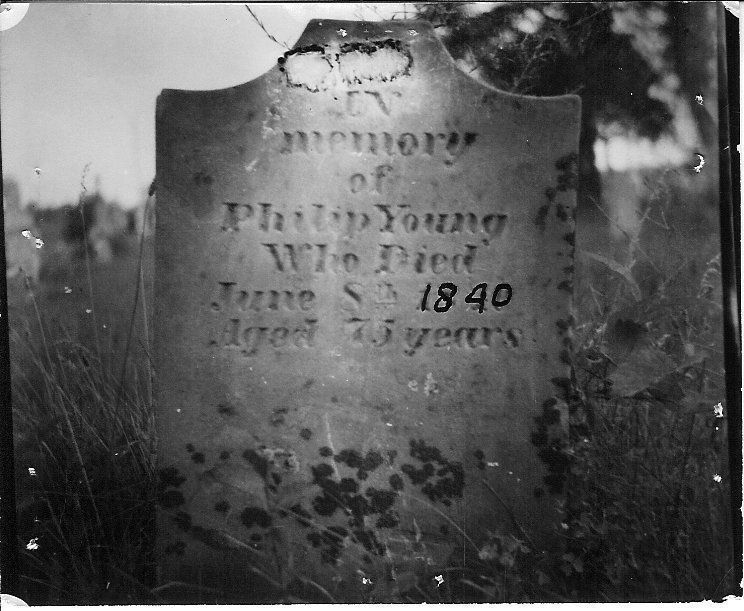 IN
memory
of
Philip Young
Who Died
June 8th 1840
Aged 75 years